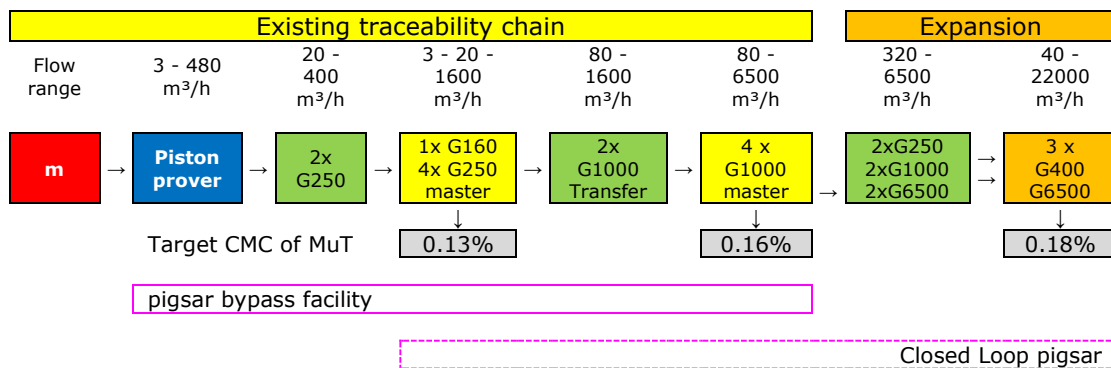 Existing traceability chain
Expansion
Flow
range
3 - 480
m³/h
20 -
400
m³/h
3 - 20 -
1600
m³/h
80 -
1600
m³/h
80 -
6500
m³/h
320 -
6500
m³/h
40 -
22000
m³/h
m
→
Piston
prover
→
2x
G250
→
1x G160
4x G250
master
→
2x
G1000
Transfer
→
4 x
G1000
master
→
2xG250
2xG1000
2xG6500
→
→
3 x
G400
G6500
↓
↓
↓
Target CMC of MuT
0.13%
0.16%
0.18%
pigsar bypass facility
Closed Loop pigsar